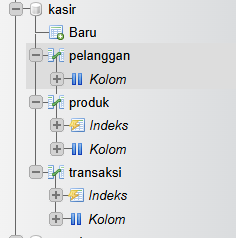 kasir
Baru
pelanggan
Kolom
produk
Indeks
Kolom
transaksi
Indeks
Kolom